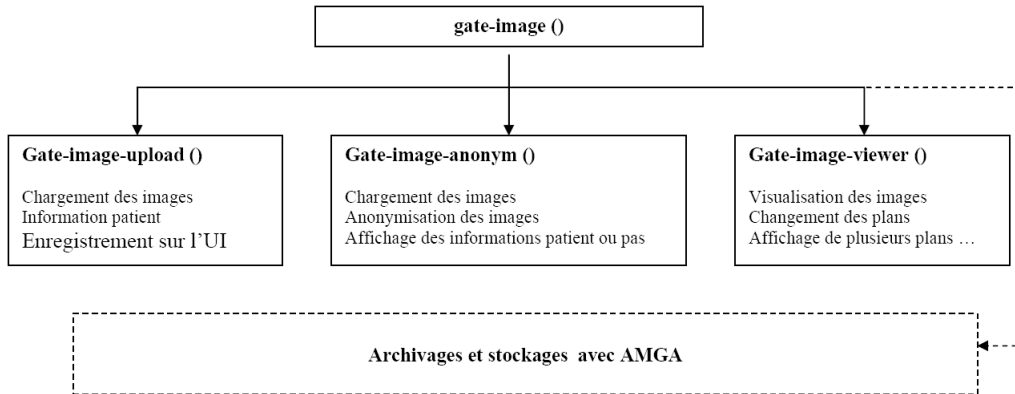 gate-image ()
Gate-image-upload ()
Chargement des images
Information patient
Enregistrement sur l’UI
Gate-image-anonym ()
Chargement des images
Anonymisation des images
Affichage des informations patient ou pas
Gate-image-viewer ()
Visualisation des images
Changement des plans
Affichage de plusieurs plans …
Archivages et stockages avec AMGA